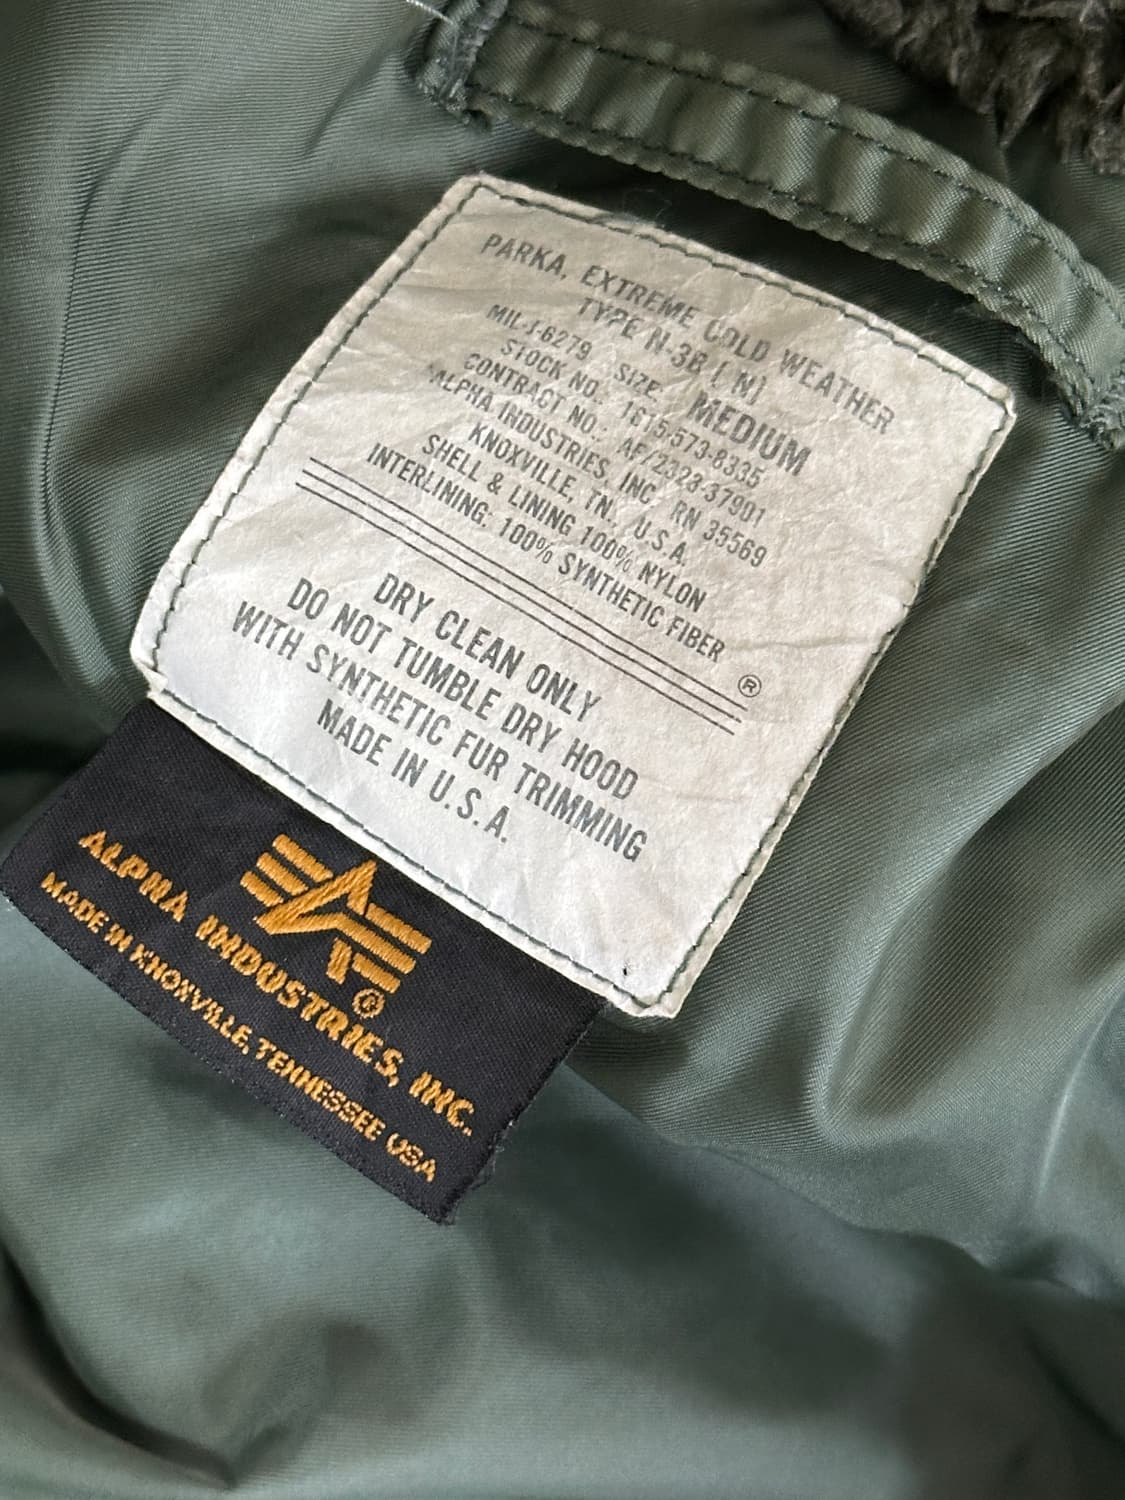 PARKA, EXTREME COLD WEATHER
TYPE N-3B ( N)
MIL-J-6279 SIZE MEDIUM
STOCK NO. 1615-573-8335
CONTRACT NO.: AF/2323-37901
ALPHA INDUSTRIES, INC. RN 35569
KNOXVILLE, TN., U.S.A.
SHELL & LINING 100% NYLON
INTERLINING: 100% SYNTHETIC FIBER
®
DRY CLEAN ONLY
DO NOT TUMBLE DRY HOOD
WITH SYNTHETIC FUR TRIMMING
MADE IN U.S.A.
®
ALPHA INDUSTRIES, INC.
MADE IN KNOXVILLE, TENNESSEE USA